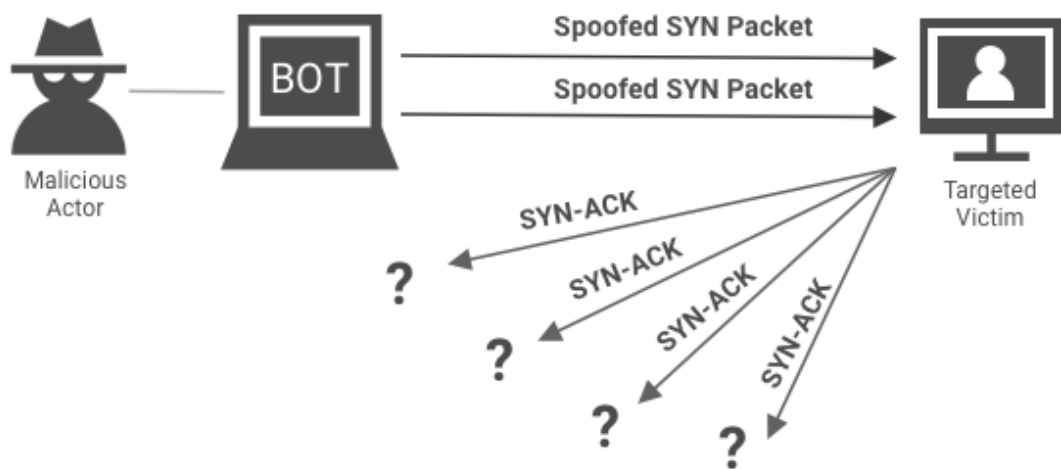 Spoofed SYN Packet
BOT
Spoofed SYN Packet
Malicious
Actor
Targeted
Victim
SYN-ACK
SYN-ACK
SYN-ACK
SYN-ACK
?
?
?
?